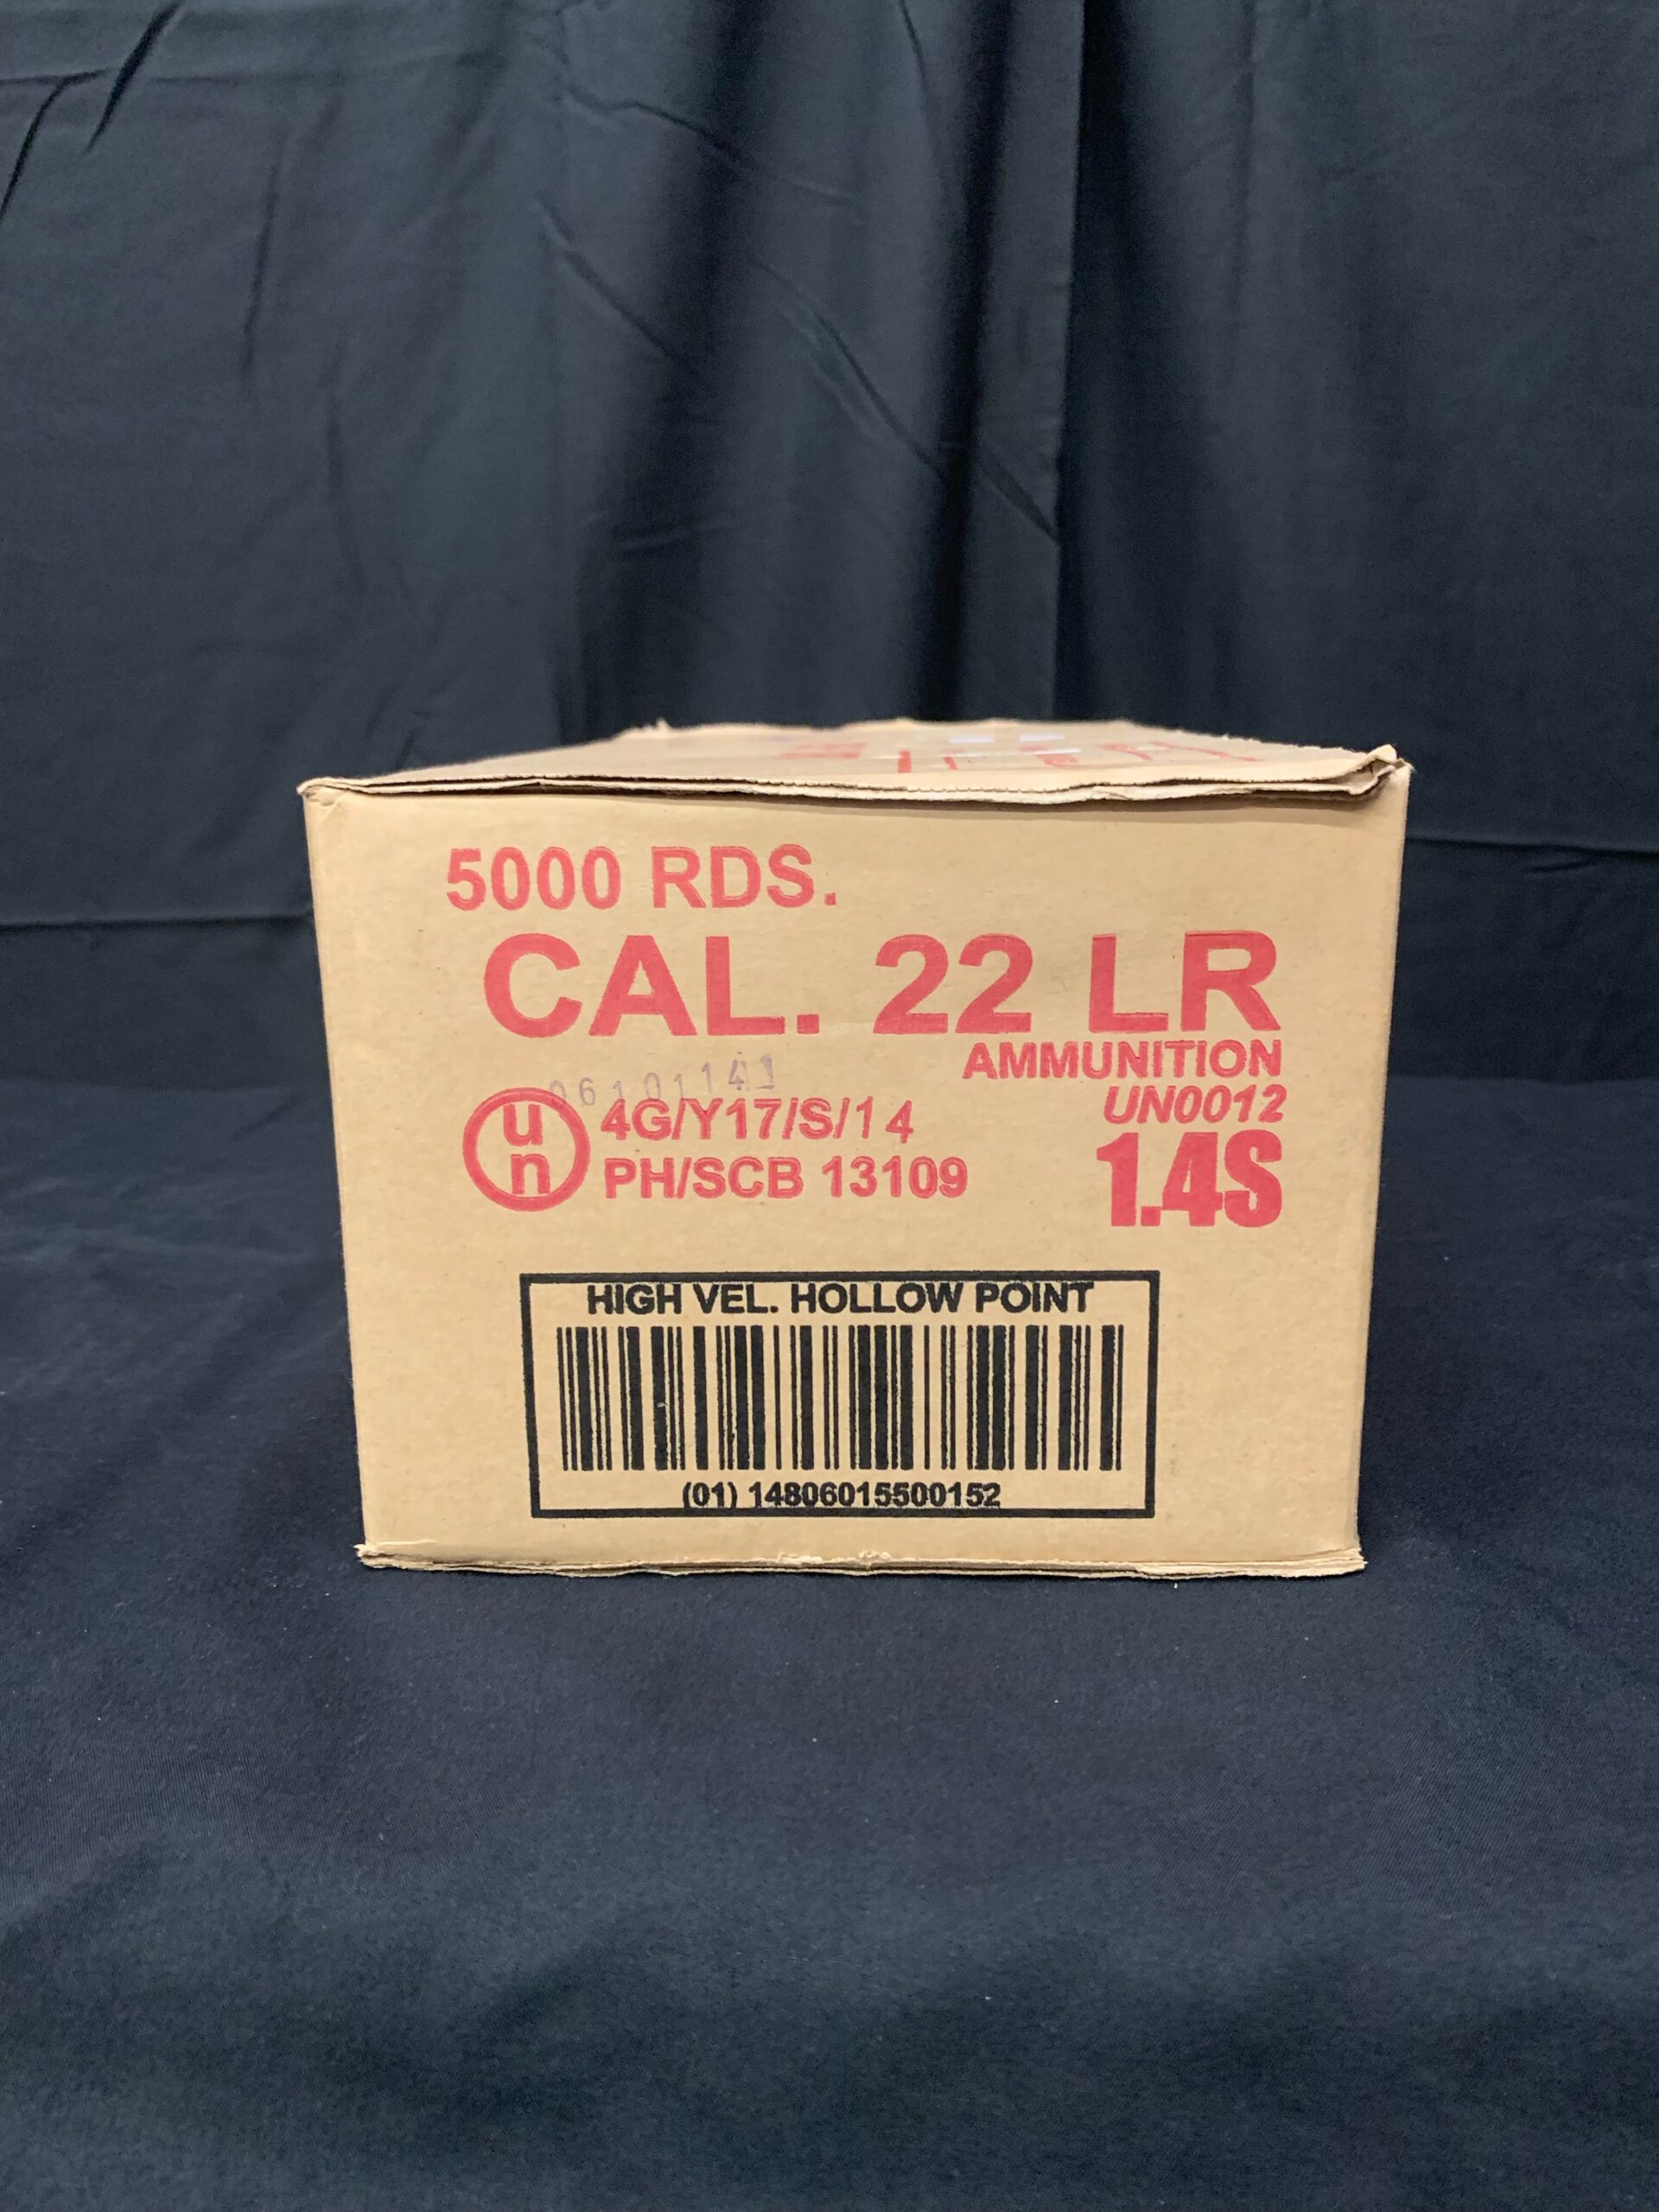 5000 RDS.
CAL. 22 LR
AMMUNITION
06101141
UN0012
un
4G/Y17/S/14
PH/SCB 13109
1.4S
HIGH VEL. HOLLOW POINT
(01) 14806015500152